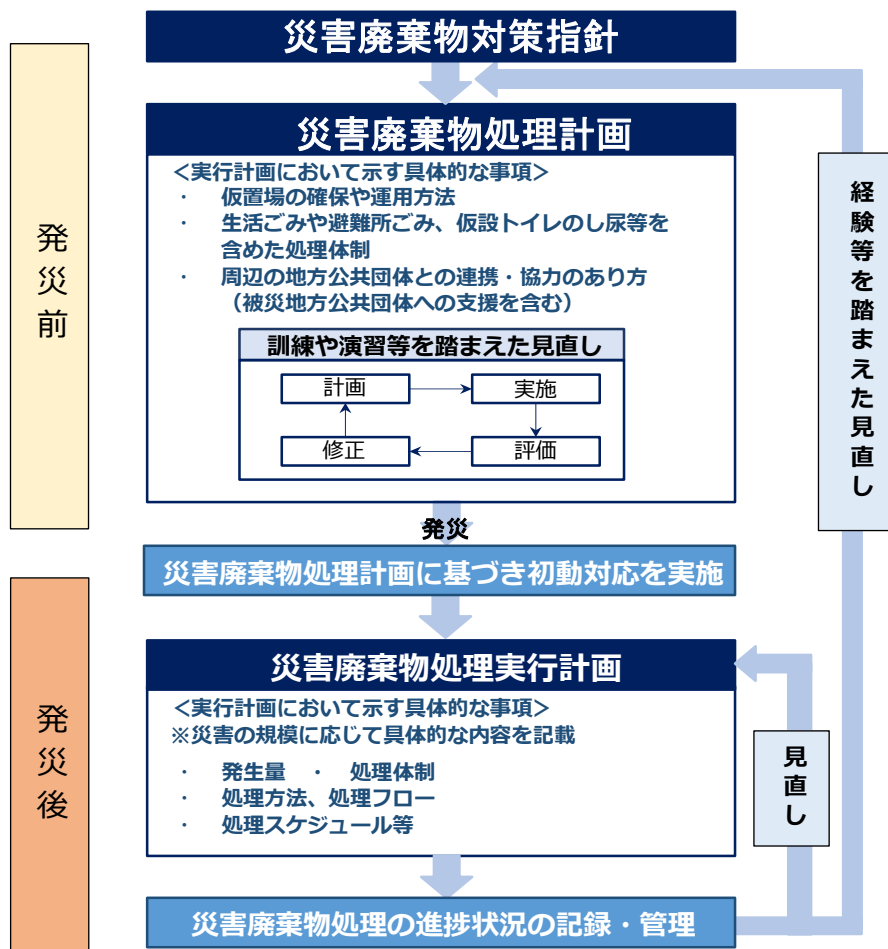 災害廃棄物対策指針
発災前
災害廃棄物処理計画
<実行計画において示す具体的な事項>
・ 仮置場の確保や運用方法
・ 生活ごみや避難所ごみ、仮設トイレのし尿等を
含めた処理体制
・ 周辺の地方公共団体との連携・協力のあり方
（被災地方公共団体への支援を含む）
訓練や演習等を踏まえた見直し
計画
実施
修正
評価
経験等を踏まえた見直し
発災
災害廃棄物処理計画に基づき初動対応を実施
発災後
災害廃棄物処理実行計画
<実行計画において示す具体的な事項>
※災害の規模に応じて具体的な内容を記載
・ 発生量 ・ 処理体制
・ 処理方法、処理フロー
・ 処理スケジュール等
見直し
災害廃棄物処理の進捗状況の記録・管理